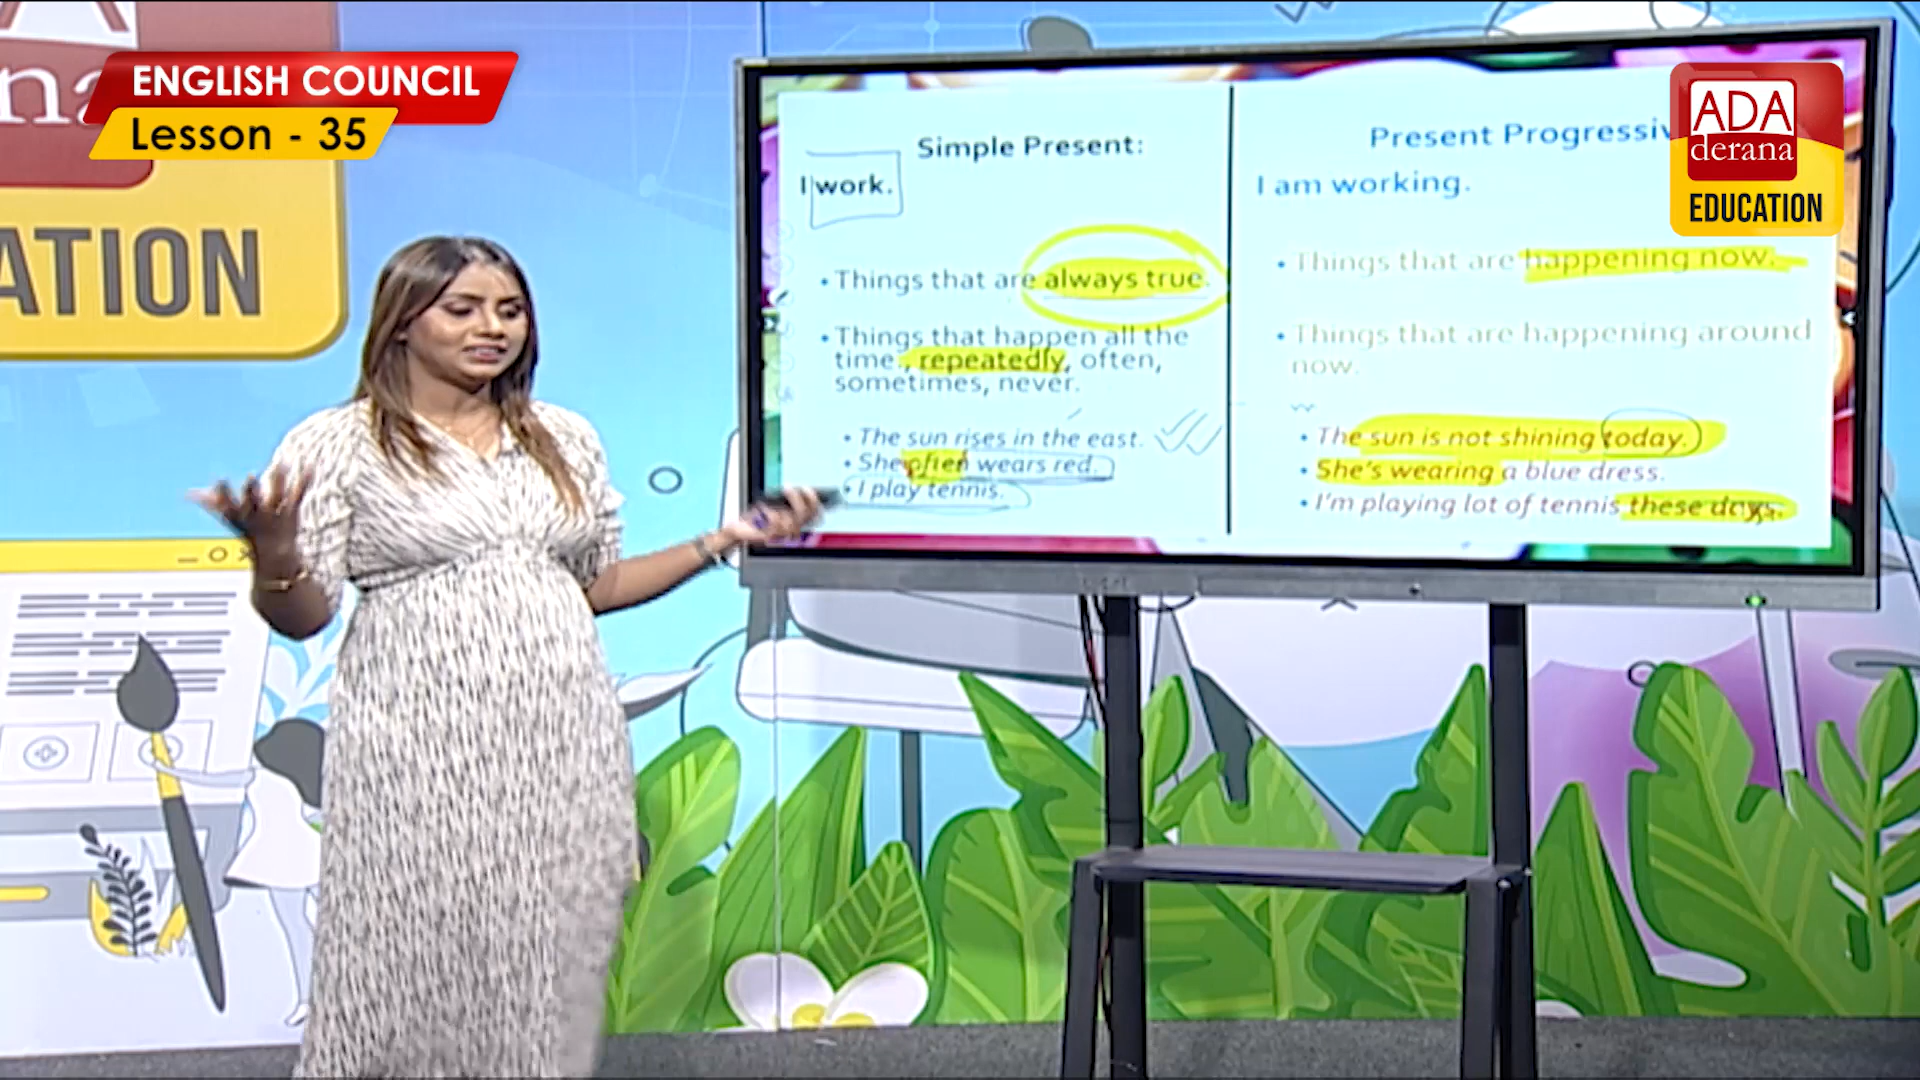 na
ATION
ENGLISH COUNCIL
Lesson - 35
ADA
derana
EDUCATION
Simple Present:
I work.
• Things that are always true.
• Things that happen all the
time., repeatedly, often,
sometimes, never.
• The sun rises in the east.
• She often wears red.
• I play tennis.
Present Progressiv
I am working.
• Things that are happening now.
• Things that are happening around
now.
• The sun is not shining today.
• She's wearing a blue dress.
• I'm playing lot of tennis these days.